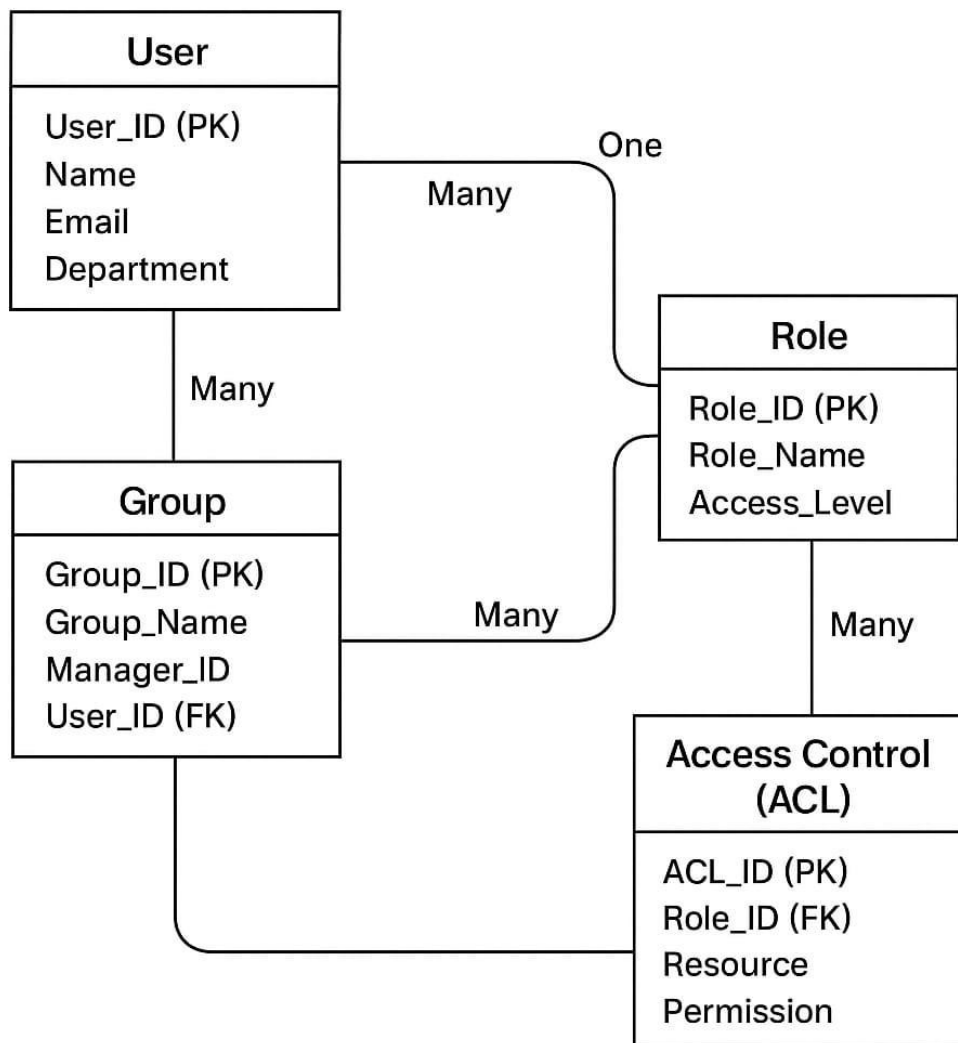 User
User_ID (PK)
Name
Email
Department
One
Many
Many
Role
Role_ID (PK)
Role_Name
Access_Level
Group
Group_ID (PK)
Group_Name
Manager_ID
User_ID (FK)
Many
Many
Access Control
(ACL)
ACL_ID (PK)
Role_ID (FK)
Resource
Permission